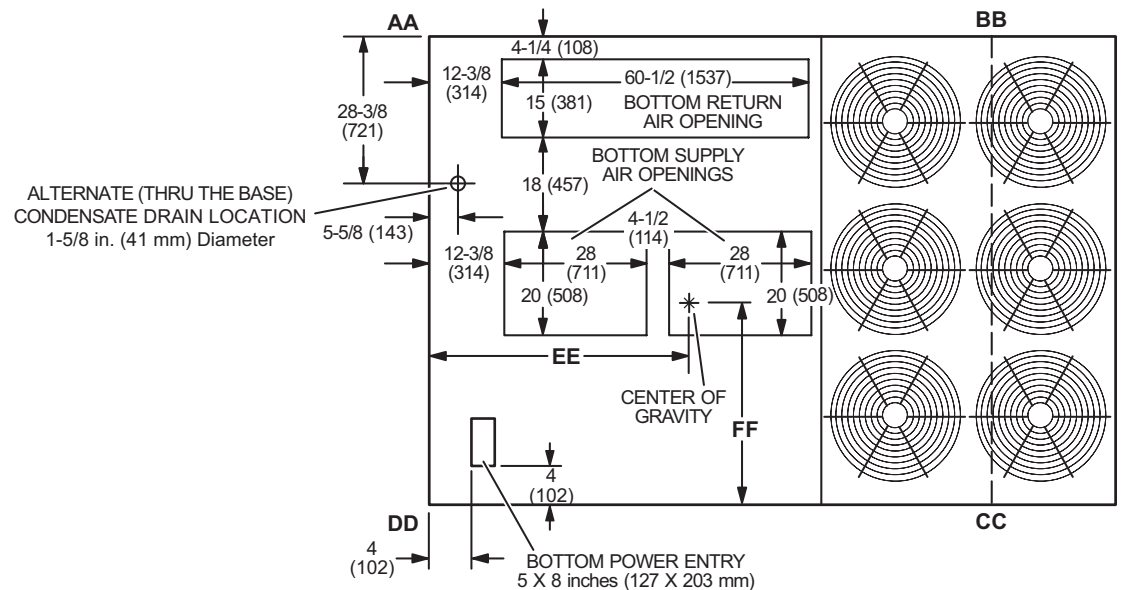 AA
BB
4-1/4 (108)
12-3/8
(314)
60-1/2 (1537)
15 (381)
BOTTOM RETURN
AIR OPENING
28-3/8
(721)
BOTTOM SUPPLY
AIR OPENINGS
18 (457)
ALTERNATE (THRU THE BASE)
CONDENSATE DRAIN LOCATION
1-5/8 in. (41 mm) Diameter
5-5/8 (143)
4-1/2
(114)
12-3/8
(314)
28
(711)
28
(711)
20 (508)
20 (508)
EE
CENTER OF
GRAVITY
FF
4
(102)
DD
CC
4
(102)
BOTTOM POWER ENTRY
5 X 8 inches (127 X 203 mm)